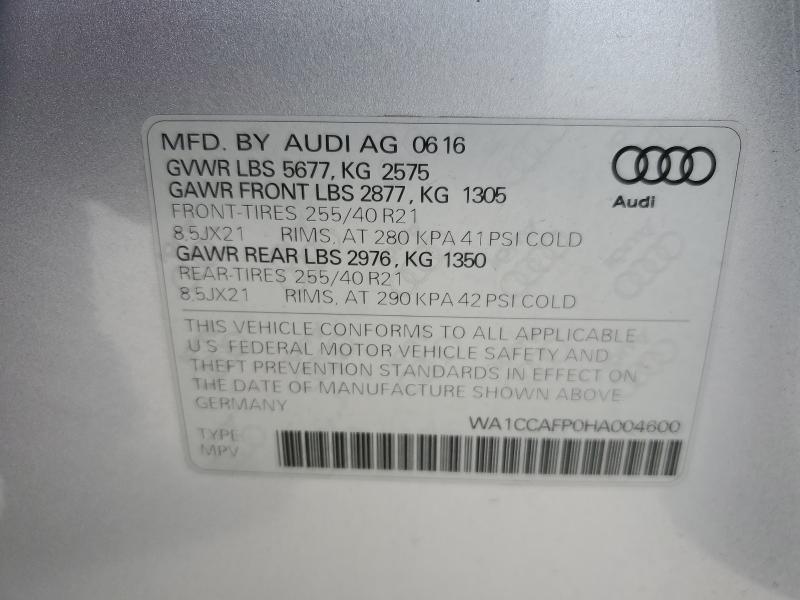 MFD. BY AUDI AG 0616
GVWR LBS 5677, KG 2575
GAWR FRONT LBS 2877, KG 1305
FRONT-TIRES 255/40 R21
8,5JX21 RIMS, AT 280 KPA 41 PSI COLD
GAWR REAR LBS 2976, KG 1350
REAR-TIRES 255/40 R21
8,5JX21 RIMS, AT 290 KPA 42 PSI COLD
Audi
THIS VEHICLE CONFORMS TO ALL APPLICABLE
U.S. FEDERAL MOTOR VEHICLE SAFETY AND
THEFT PREVENTION STANDARDS IN EFFECT ON
THE DATE OF MANUFACTURE SHOWN ABOVE
GERMANY
WA1CCAFP0HA004600
TYPE
MPV